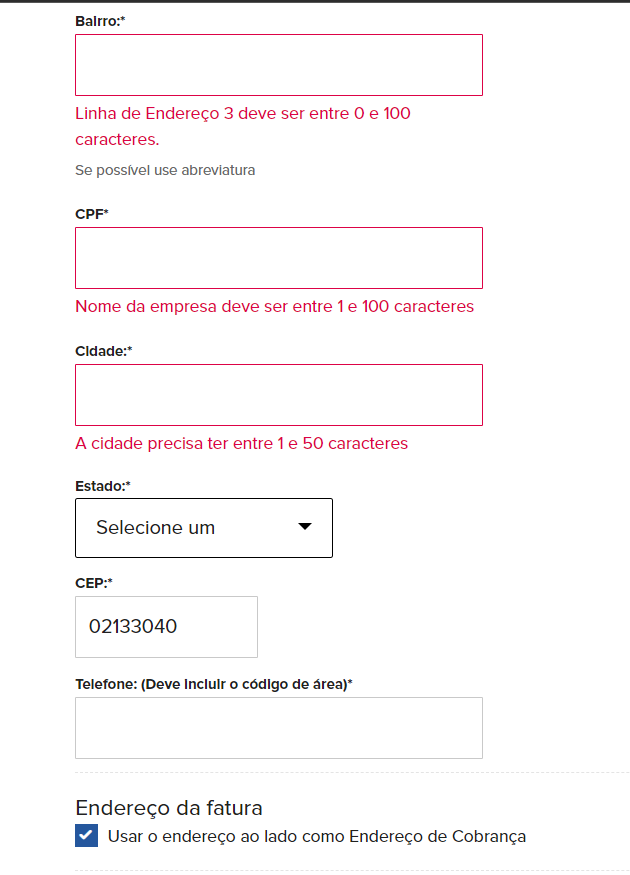 Bairro:*
Linha de Endereço 3 deve ser entre 0 e 100
caracteres.
Se possível use abreviatura
CPF*
Nome da empresa deve ser entre 1 e 100 caracteres
Cidade:*
A cidade precisa ter entre 1 e 50 caracteres
Estado:*
Selecione um
CEP:*
02133040
Telefone: (Deve incluir o código de área)*
Endereço da fatura
Usar o endereço ao lado como Endereço de Cobrança